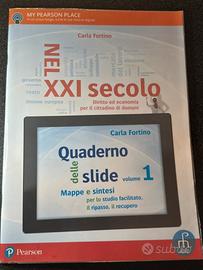 MY PEARSON PLACE
Carla Fortino
NEL
XXI secolo
Diritto ed economia
per il cittadino di domani
Carla Fortino
Quaderno
delle
slide
volume 1
Mappe e sintesi
per lo studio facilitato,
il ripasso, il recupero
Pearson
subito